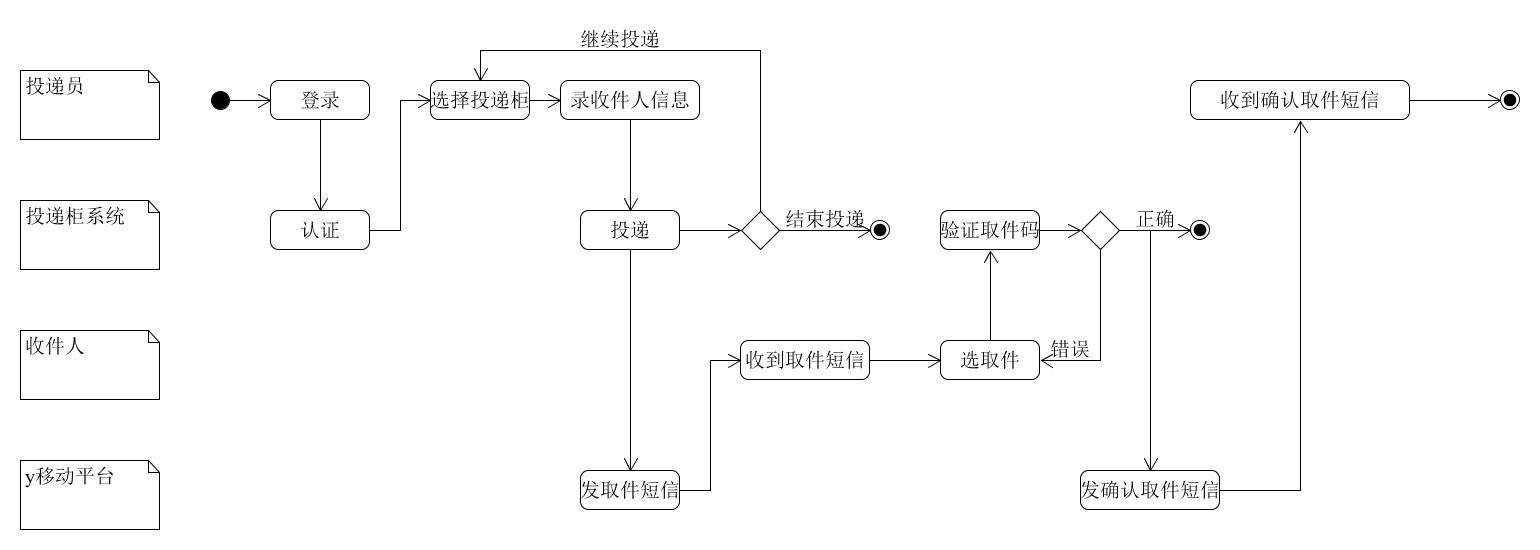 继续投递
投递员
登录
选择投递柜
录收件人信息
收到确认取件短信
投递柜系统
认证
投递
结束投递
验证取件码
正确
收件人
收到取件短信
选取件
错误
y移动平台
发取件短信
发确认取件短信